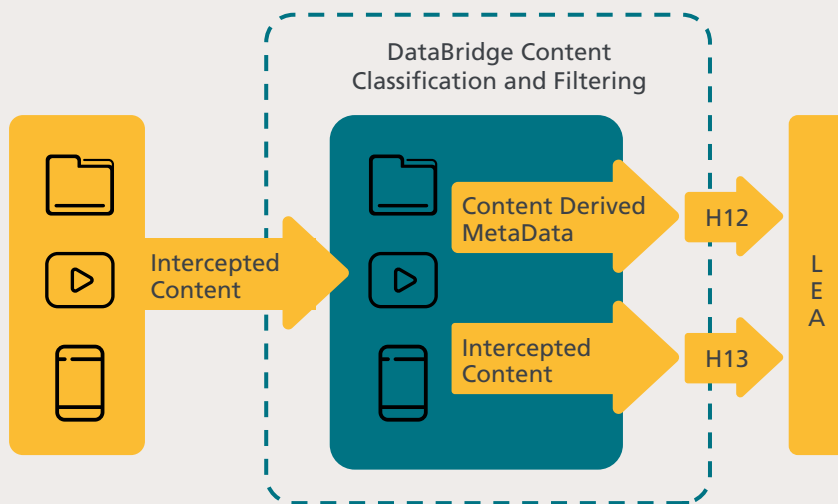 DataBridge Content
Classification and Filtering
Intercepted
Content
Content Derived
MetaData
H12
Intercepted
Content
H13
L
E
A